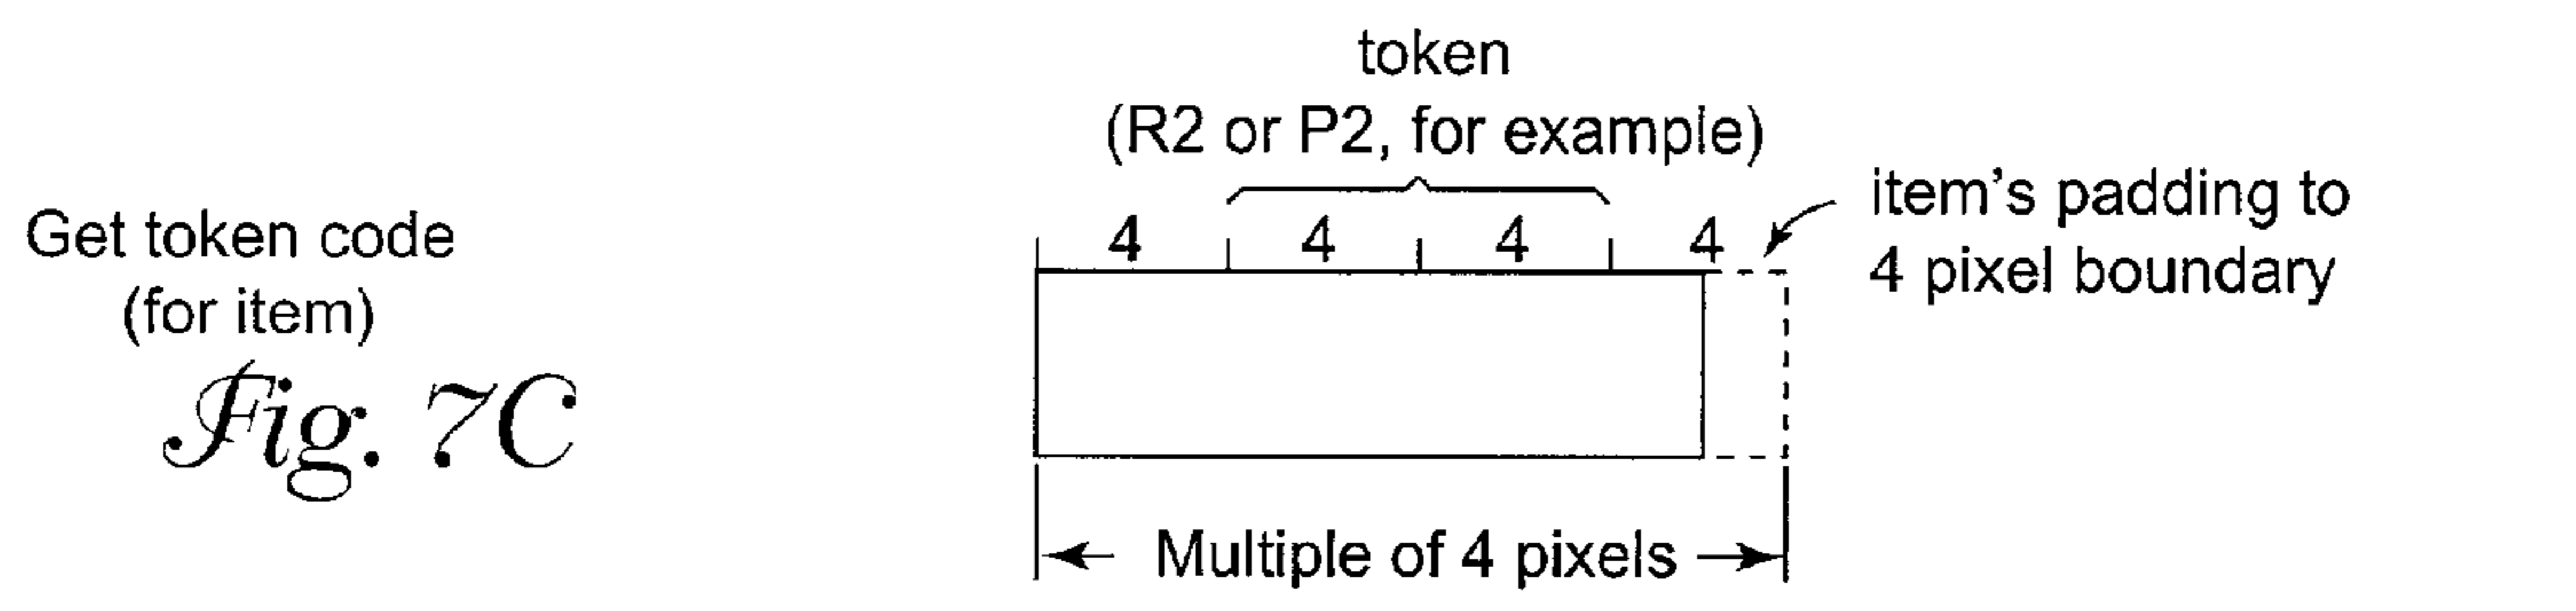 Get token code
(for item)
Fig. 7C
token
(R2 or P2, for example)
4 4 4 4
item's padding to
4 pixel boundary
Multiple of 4 pixels